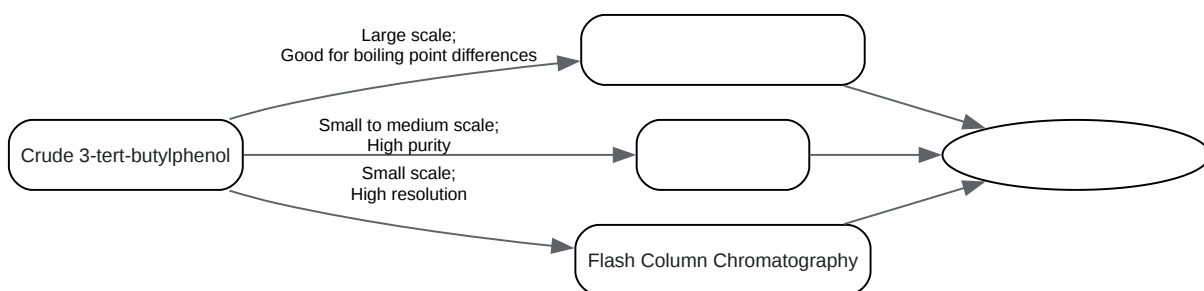 Large scale;
Good for boiling point differences
Crude 3-tert-butylphenol
Small to medium scale;
High purity
Small scale;
High resolution
Flash Column Chromatography